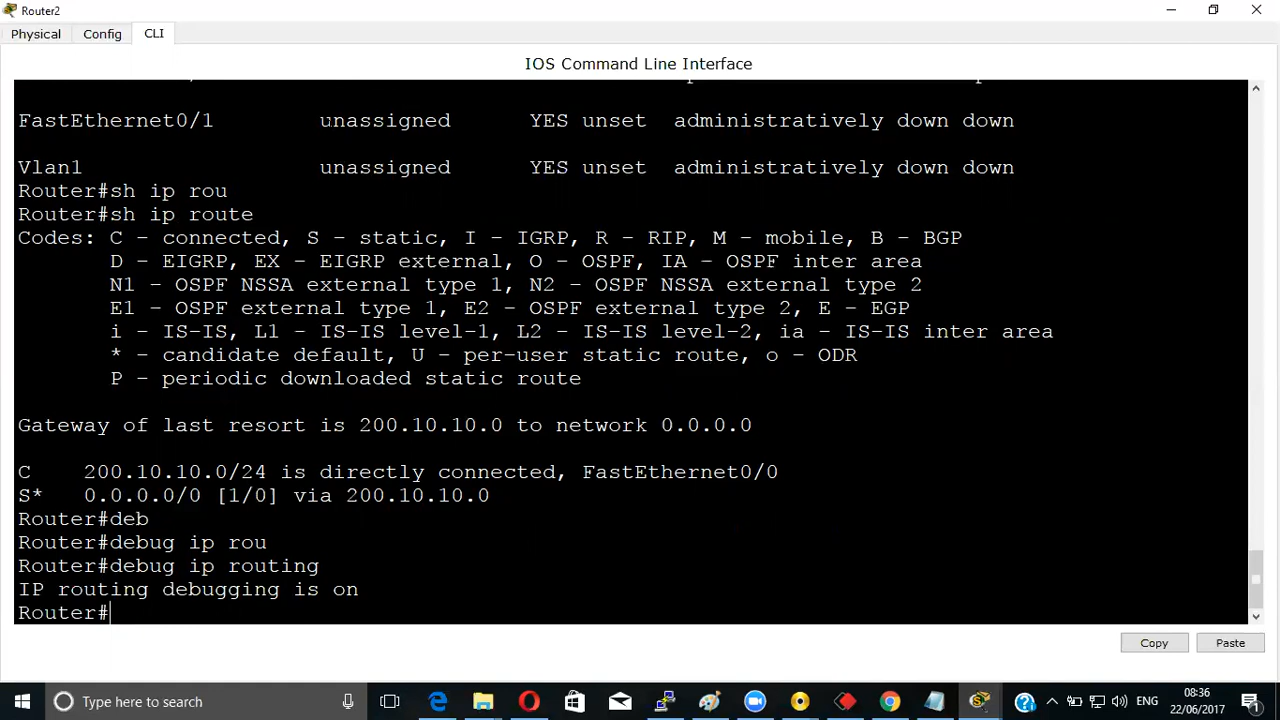 Router2
Physical Config CLI
IOS Command Line Interface
FastEthernet0/1 unassigned YES unset administratively down down
Vlan1 unassigned YES unset administratively down down
Router#sh ip rou
Router#sh ip route
Codes: C - connected, S - static, I - IGRP, R - RIP, M - mobile, B - BGP
D - EIGRP, EX - EIGRP external, O - OSPF, IA - OSPF inter area
N1 - OSPF NSSA external type 1, N2 - OSPF NSSA external type 2
E1 - OSPF external type 1, E2 - OSPF external type 2, E - EGP
i - IS-IS, L1 - IS-IS level-1, L2 - IS-IS level-2, ia - IS-IS inter area
* - candidate default, U - per-user static route, o - ODR
P - periodic downloaded static route
Gateway of last resort is 200.10.10.0 to network 0.0.0.0
C 200.10.10.0/24 is directly connected, FastEthernet0/0
S* 0.0.0.0/0 [1/0] via 200.10.10.0
Router#deb
Router#debug ip rou
Router#debug ip routing
IP routing debugging is on
Router#
Copy Paste
Type here to search ENG 08:36
22/06/2017